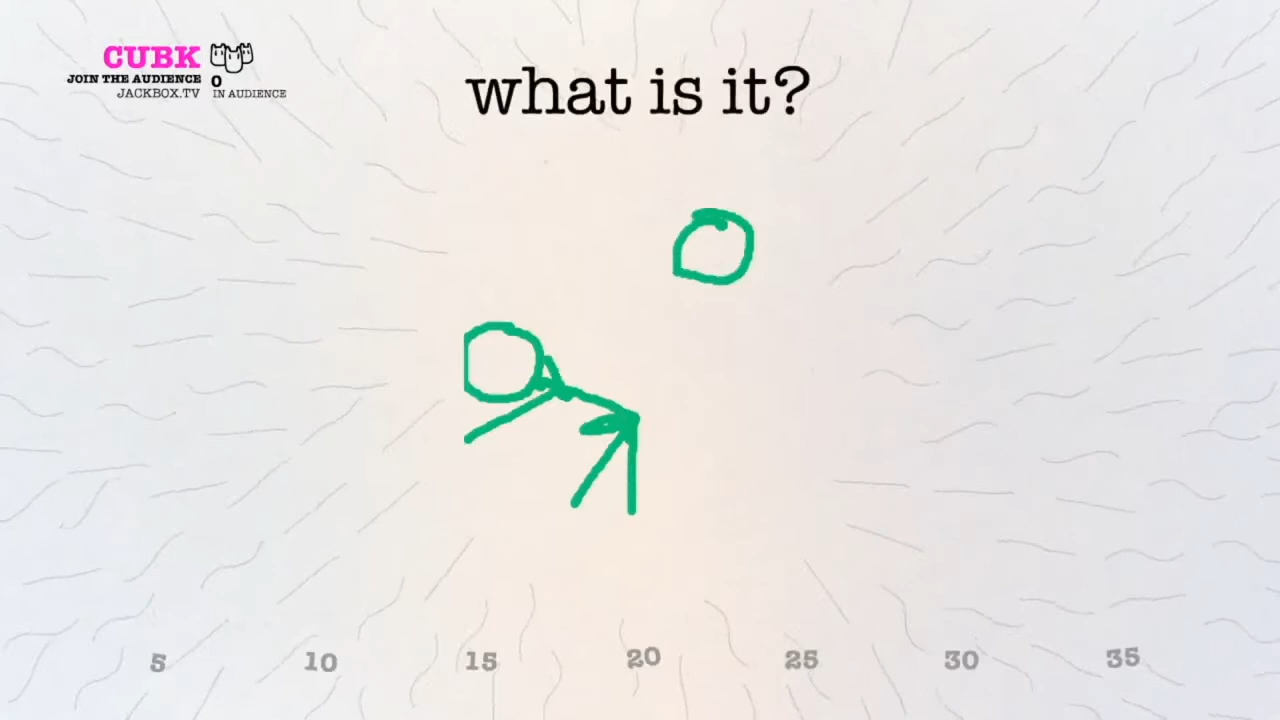 CUBK
JOIN THE AUDIENCE
JACKBOX.TV
0
IN AUDIENCE
what is it?
5 10 15 20 25 30 35